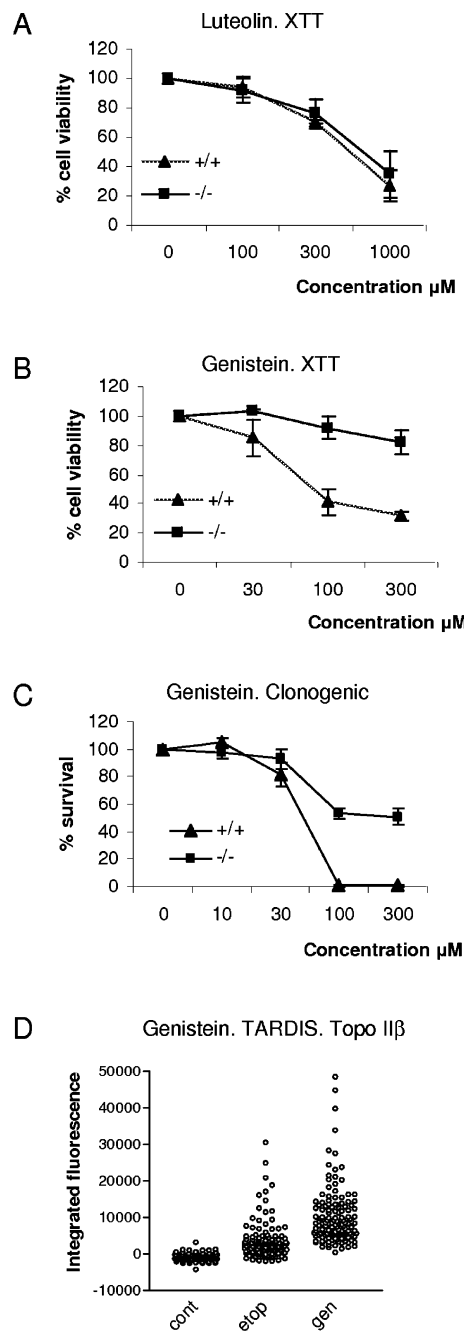 A
Luteolin. XTT
% cell viability
120
100
80
60
40
20
0
+/+
-/-
0 100 300 1000
Concentration µM
B
Genistein. XTT
% cell viability
120
100
80
60
40
20
0
+/+
-/-
0 30 100 300
Concentration µM
C
Genistein. Clonogenic
% survival
120
100
80
60
40
20
0
+/+
-/-
0 10 30 100 300
Concentration µM
D
Genistein. TARDIS. Topo IIβ
Integrated fluorescence
50000
40000
30000
20000
10000
0
-10000
cont etop gen